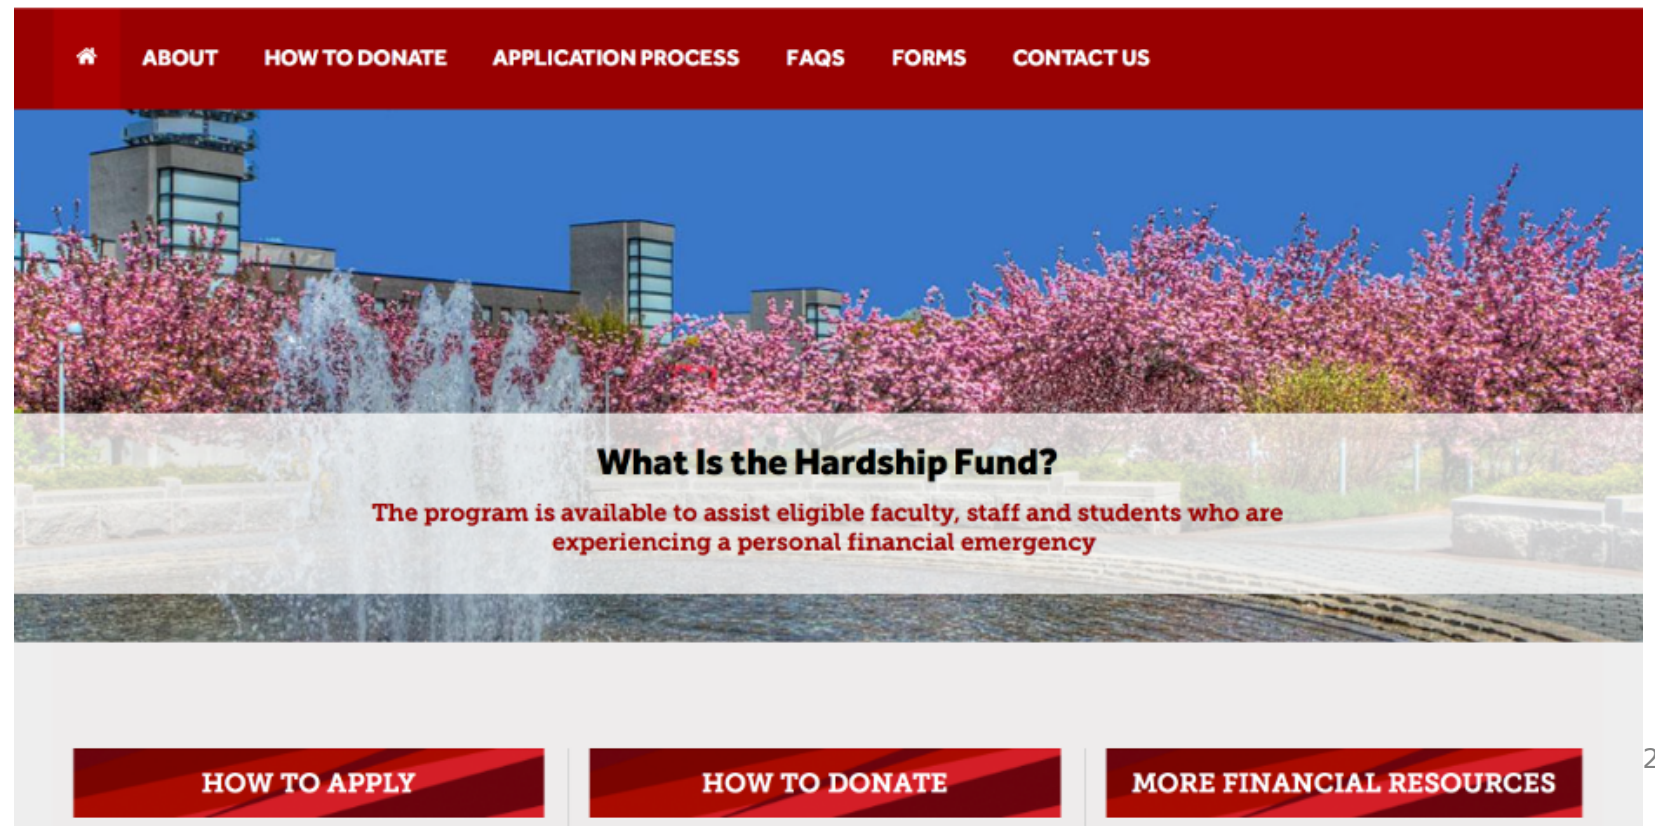 ABOUT HOW TO DONATE APPLICATION PROCESS FAQS FORMS CONTACT US
What Is the Hardship Fund?
The program is available to assist eligible faculty, staff and students who are
experiencing a personal financial emergency
HOW TO APPLY
HOW TO DONATE
MORE FINANCIAL RESOURCES
2